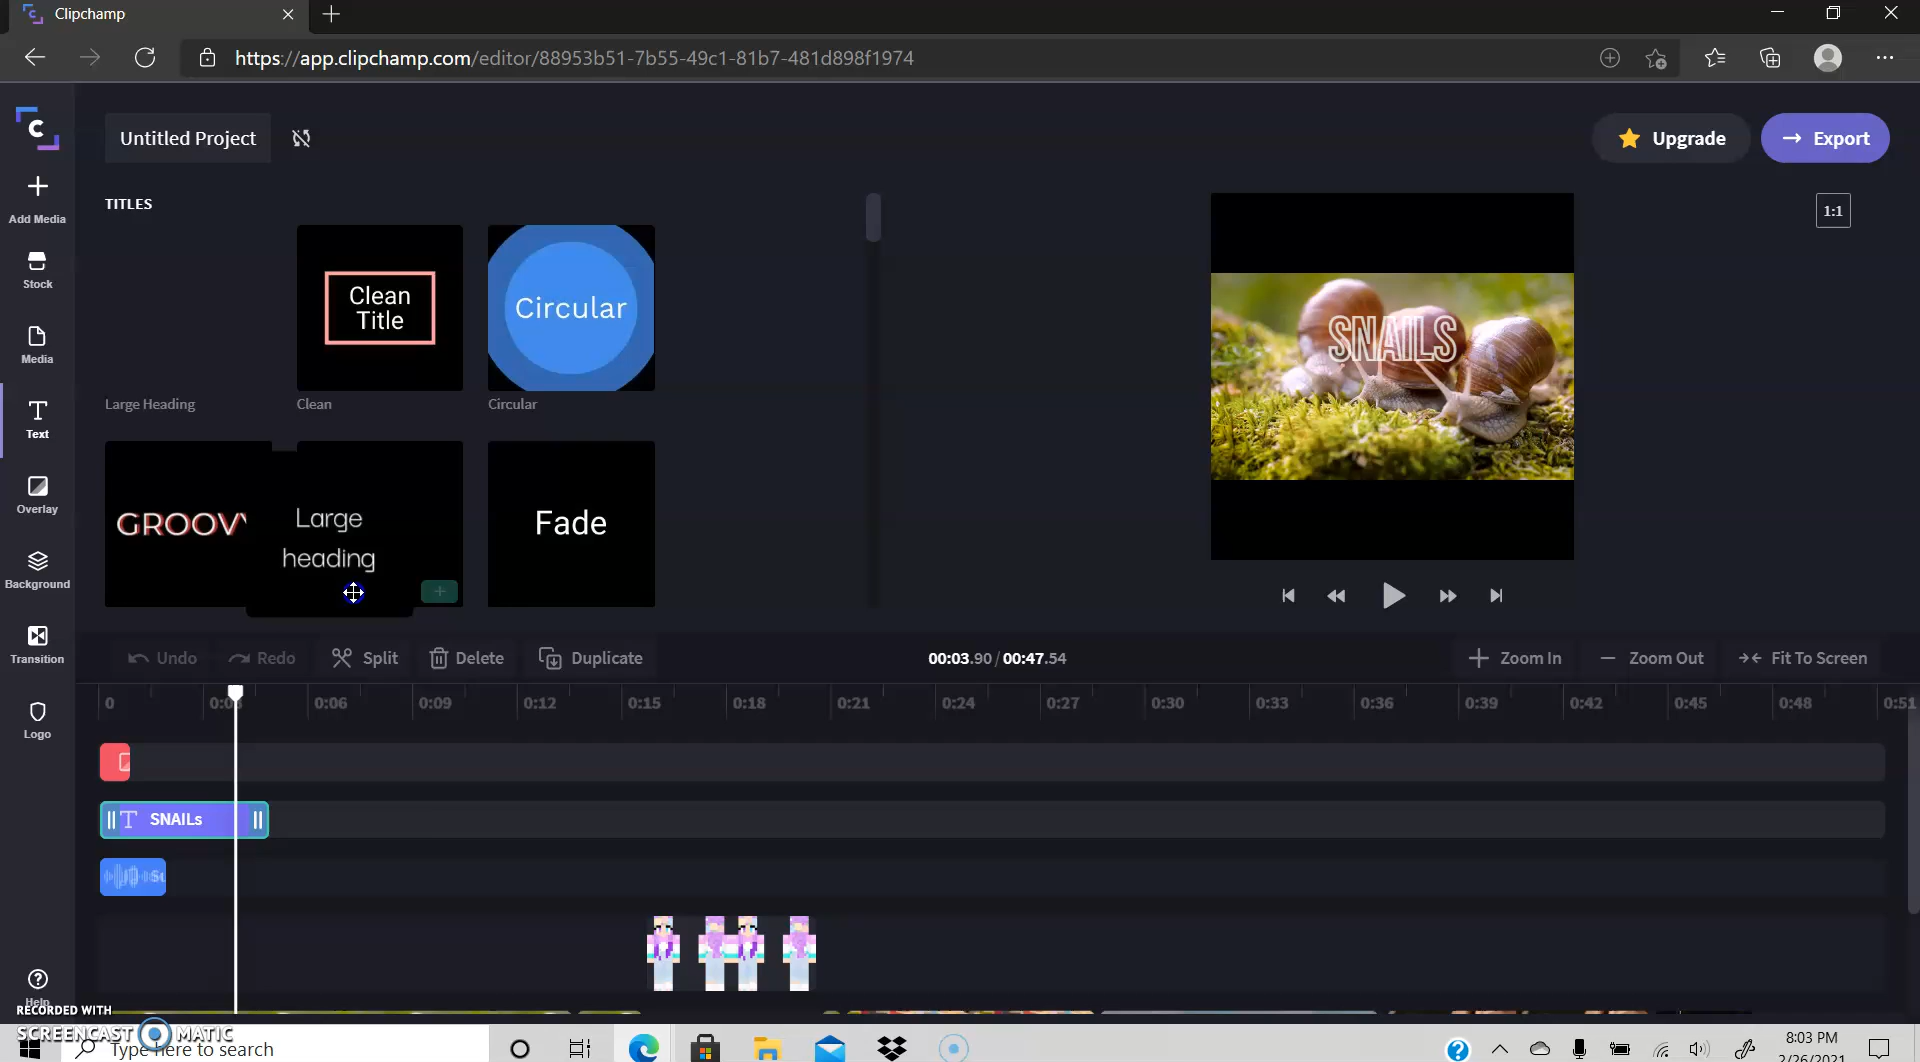 Clipchamp
https://app.clipchamp.com/editor/88953b51-7b55-49c1-81b7-481d898f1974
C
Untitled Project
Upgrade
Export
Add Media
Stock
Media
Text
Overlay
Background
Transition
Logo
Help
TITLES
Clean
Title
Circular
Large Heading
Clean
Circular
GROOVY
Large
heading
Fade
1:1
SNAILS
Undo
Redo
Split
Delete
Duplicate
00:03.90 / 00:47.54
Zoom In
Zoom Out
Fit To Screen
0
0:06
0:09
0:12
0:15
0:18
0:21
0:24
0:27
0:30
0:33
0:36
0:39
0:42
0:45
0:48
0:51
T SNAILs
RECORDED WITH
SCREENCAST MATIC
Type here to search
8:03 PM
2/26/2021